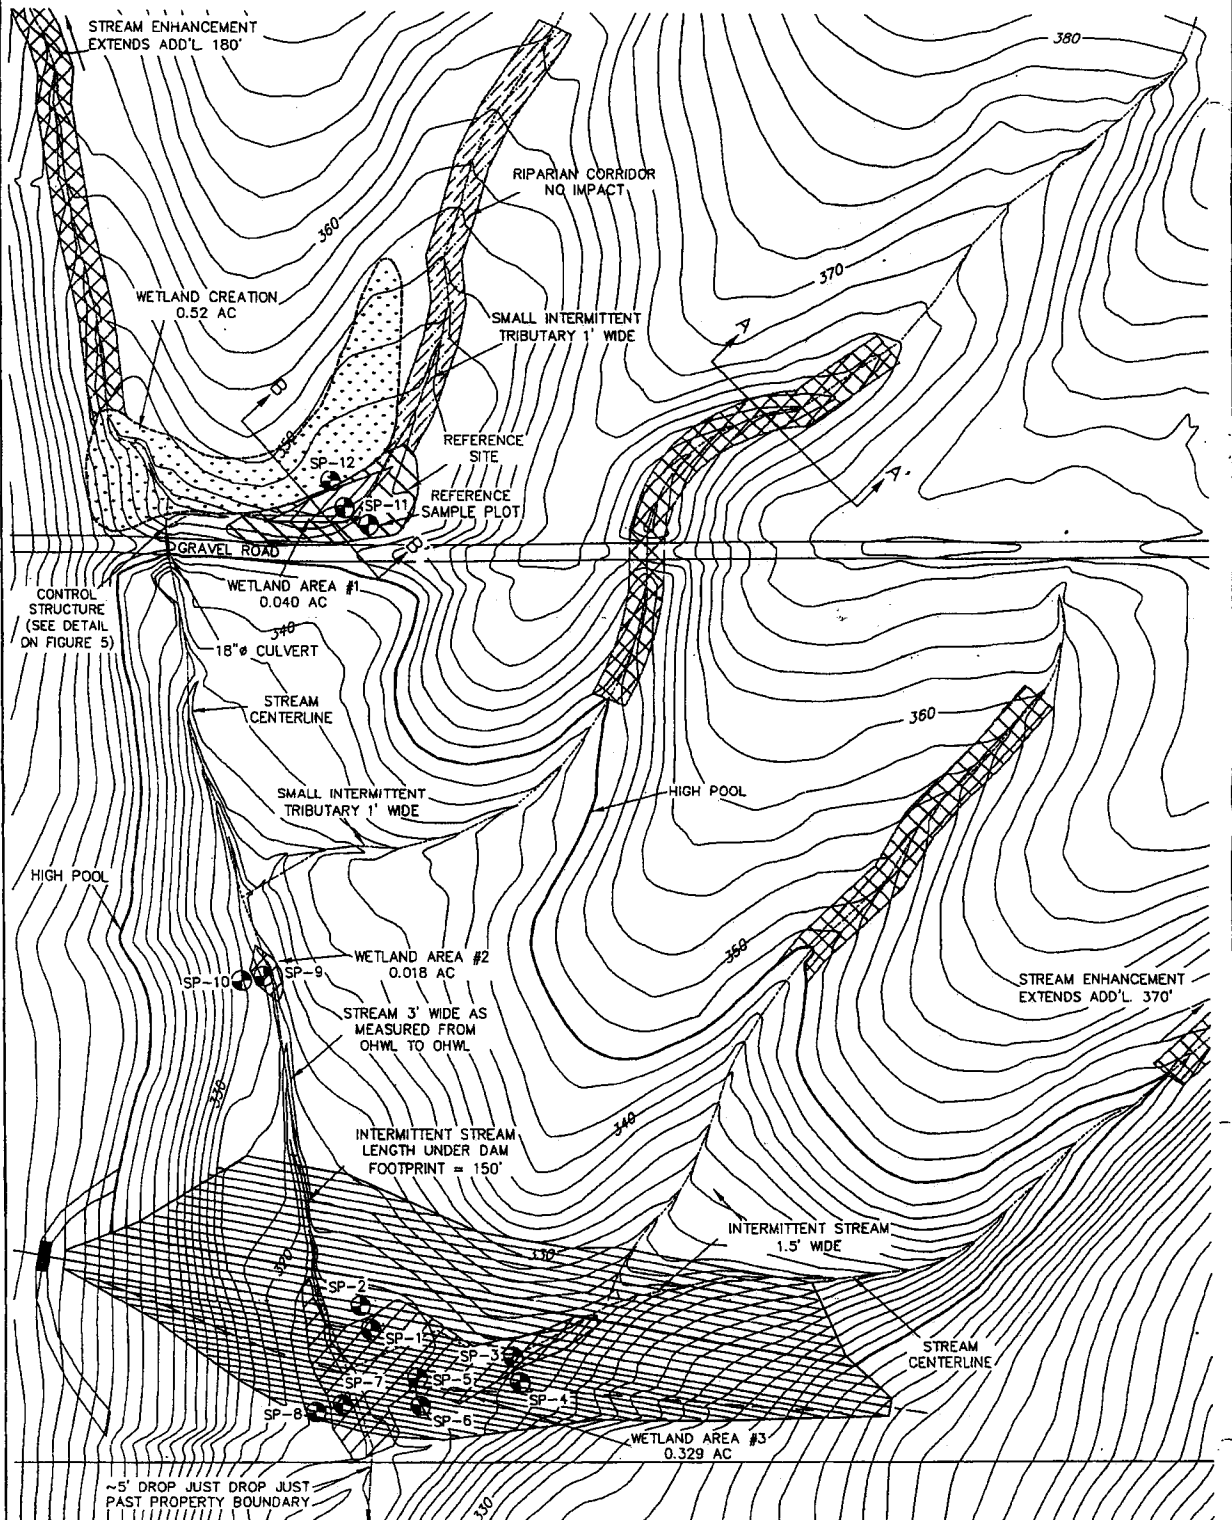 STREAM ENHANCEMENT
EXTENDS ADD'L. 180'
380
RIPARIAN CORRIDOR
NO IMPACT
360
370
WETLAND CREATION
0.52 AC
SMALL INTERMITTENT
TRIBUTARY 1' WIDE
A
B
350
REFERENCE
SITE
SP-12
A'
SP-11
REFERENCE
SAMPLE PLOT
GRAVEL ROAD
B'
WETLAND AREA #1
0.040 AC
CONTROL
STRUCTURE
(SEE DETAIL
ON FIGURE 5)
340
18"ø CULVERT
STREAM
CENTERLINE
360
SMALL INTERMITTENT
TRIBUTARY 1' WIDE
HIGH POOL
HIGH POOL
350
WETLAND AREA #2
0.018 AC
SP-10
SP-9
STREAM ENHANCEMENT
EXTENDS ADD'L. 370'
STREAM 3' WIDE AS
MEASURED FROM
OHWL TO OHWL
330
340
INTERMITTENT STREAM
LENGTH UNDER DAM
FOOTPRINT = 150'
INTERMITTENT STREAM
1.5' WIDE
330
320
SP-2
SP-1
SP-3
STREAM
CENTERLINE
SP-7
SP-5
SP-4
SP-8
SP-6
WETLAND AREA #3
0.329 AC
~5' DROP JUST DROP JUST
PAST PROPERTY BOUNDARY
330